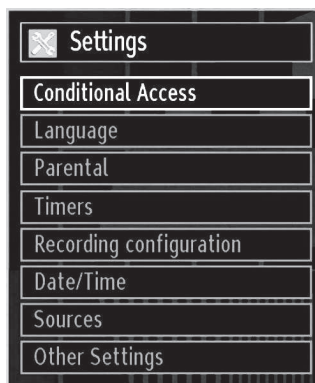 Settings
Conditional Access
Language
Parental
Timers
Recording configuration
Date/Time
Sources
Other Settings